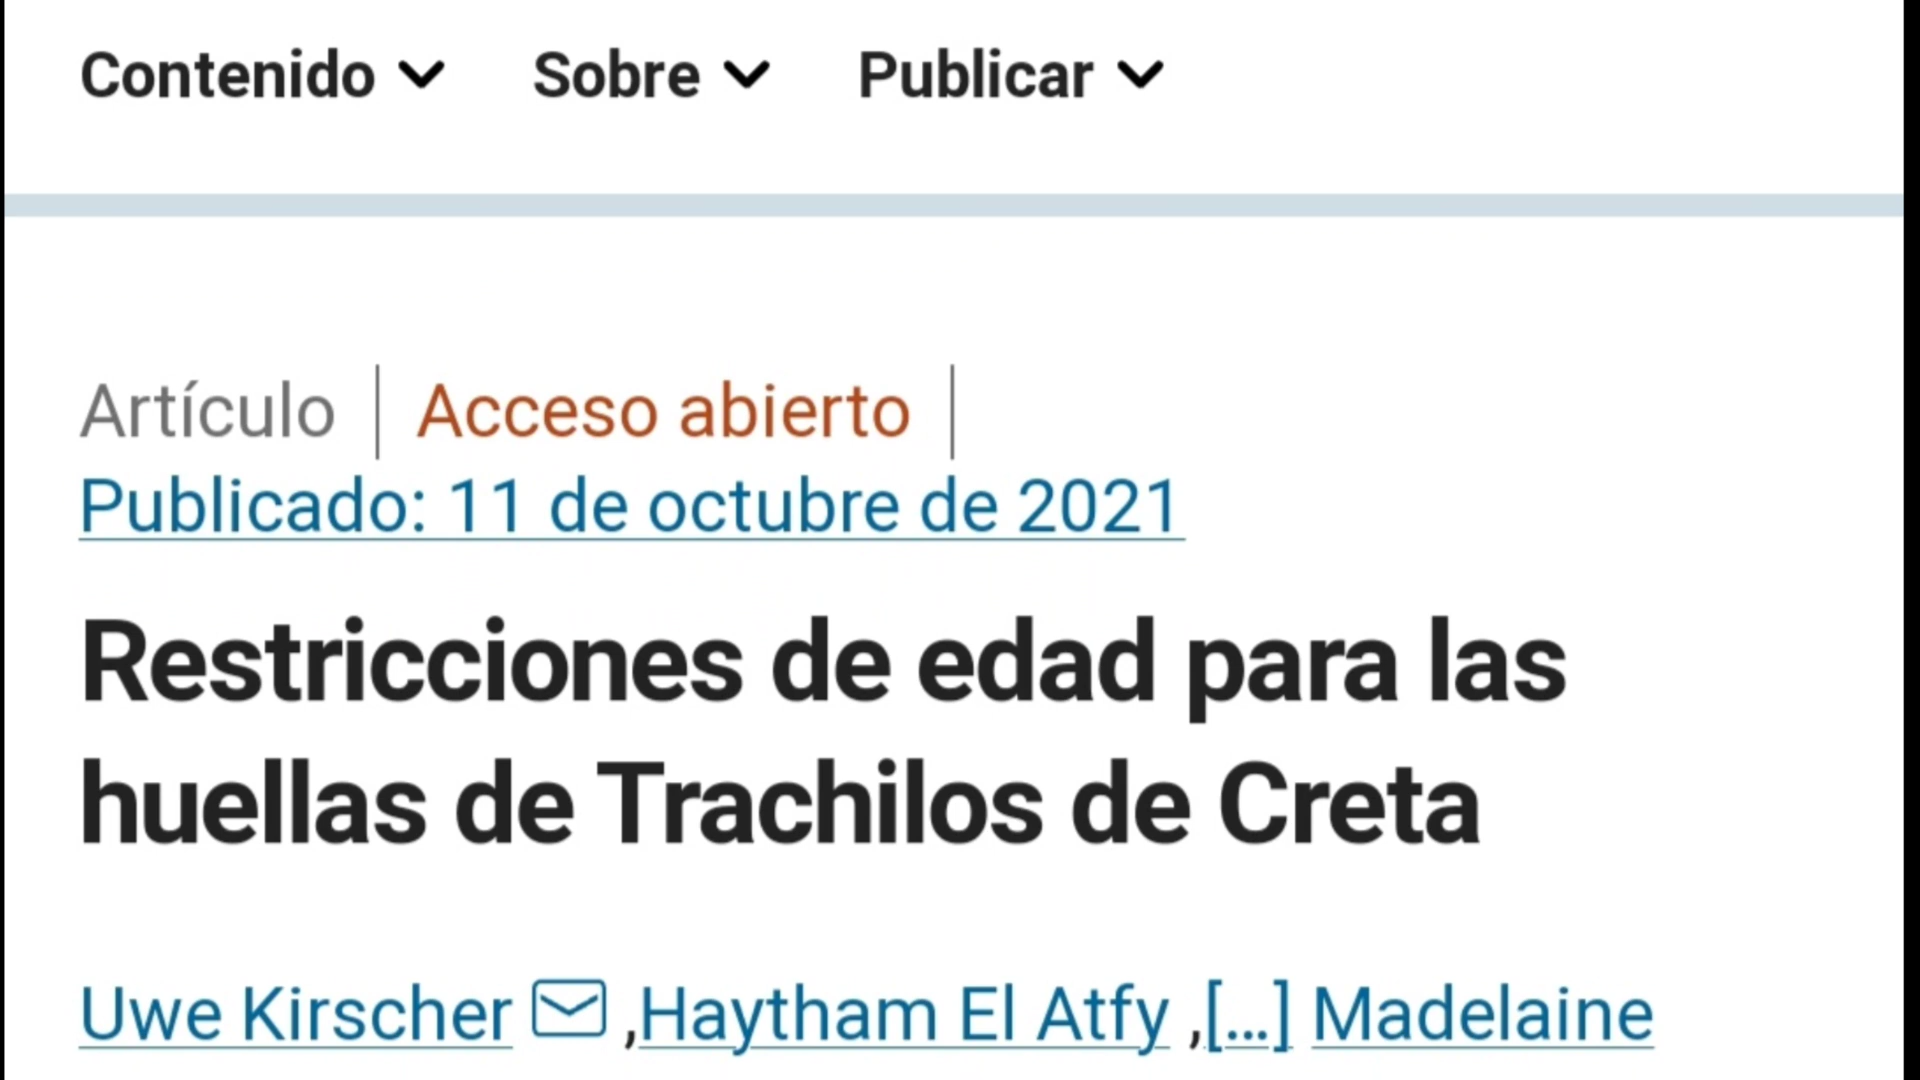 Contenido Sobre Publicar
Artículo Acceso abierto
Publicado: 11 de octubre de 2021
Restricciones de edad para las
huellas de Trachilos de Creta
Uwe Kirscher ,Haytham El Atfy ,[...] Madelaine